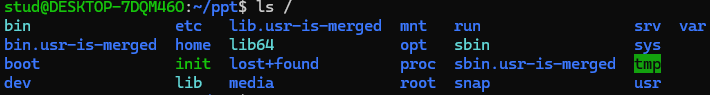 stud@DESKTOP-7DQM46O:~/ppt$ ls /
bin etc lib.usr-is-merged mnt run srv var
bin.usr-is-merged home lib64 opt sbin sys
boot init lost+found proc sbin.usr-is-merged tmp
dev lib media root snap usr